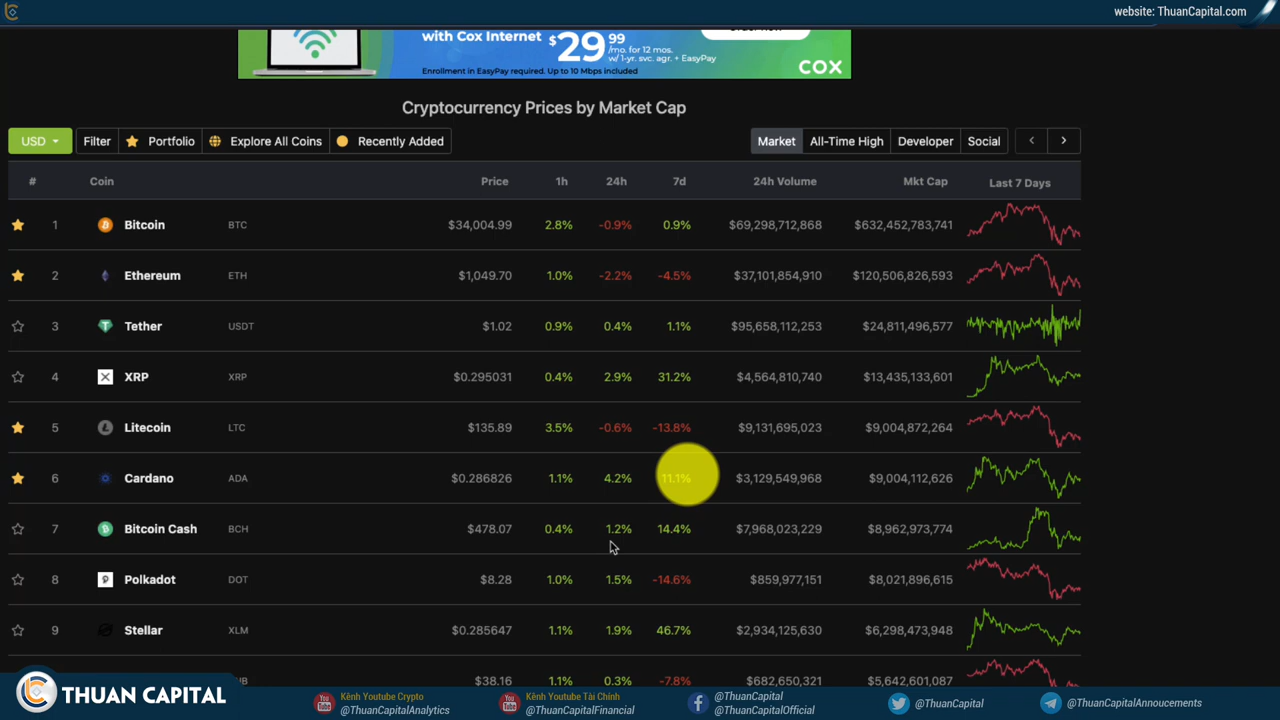 website: ThuanCapital.com
with Cox Internet $29.99 /mo. for 12 mos. w/ 1-yr. svc. agr. + EasyPay
Enrollment in EasyPay required. Up to 10 Mbps included
COX
Cryptocurrency Prices by Market Cap
USD Filter Portfolio Explore All Coins Recently Added Market All-Time High Developer Social
# Coin Price 1h 24h 7d 24h Volume Mkt Cap Last 7 Days
1 Bitcoin BTC $34,004.99 2.8% -0.9% 0.9% $69,298,712,868 $632,452,783,741
2 Ethereum ETH $1,049.70 1.0% -2.2% -4.5% $37,101,854,910 $120,506,826,593
3 Tether USDT $1.02 0.9% 0.4% 1.1% $95,658,112,253 $24,811,496,577
4 XRP XRP $0.295031 0.4% 2.9% 31.2% $4,564,810,740 $13,435,133,601
5 Litecoin LTC $135.89 3.5% -0.6% -13.8% $9,131,695,023 $9,004,872,264
6 Cardano ADA $0.286826 1.1% 4.2% 11.1% $3,129,549,968 $9,004,112,626
7 Bitcoin Cash BCH $478.07 0.4% 1.2% 14.4% $7,968,023,229 $8,962,973,774
8 Polkadot DOT $8.28 1.0% 1.5% -14.6% $859,977,151 $8,021,896,615
9 Stellar XLM $0.285647 1.1% 1.9% 46.7% $2,934,125,630 $6,298,473,948
$38.16 1.1% 0.3% -7.8% $682,650,321 $5,642,601,087
THUAN CAPITAL
Kênh Youtube Crypto
@ThuanCapitalAnalytics
Kênh Youtube Tài Chính
@ThuanCapitalFinancial
@ThuanCapital
@ThuanCapitalOfficial
@ThuanCapital
@ThuanCapitalAnnoucements